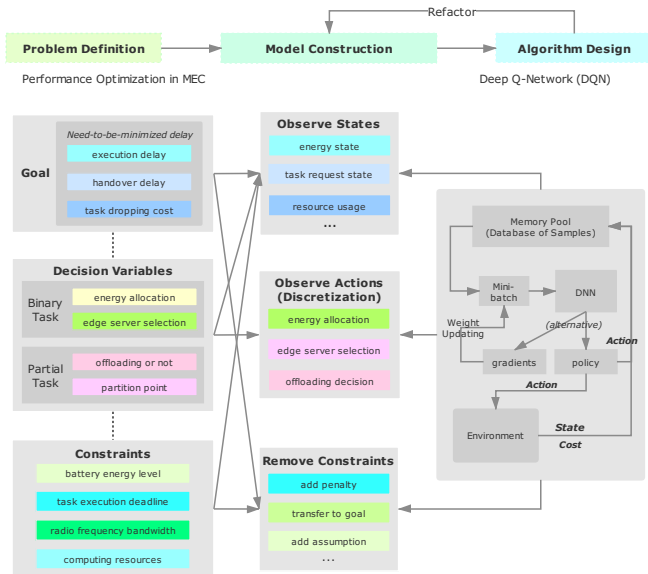 Refactor
Problem Definition
Model Construction
Algorithm Design
Performance Optimization in MEC
Deep Q-Network (DQN)
Goal
Need-to-be-minimized delay
execution delay
handover delay
task dropping cost
Decision Variables
Binary
Task
energy allocation
edge server selection
Partial
Task
offloading or not
partition point
Constraints
battery energy level
task execution deadline
radio frequency bandwidth
computing resources
Observe States
energy state
task request state
resource usage
...
Observe Actions
(Discretization)
energy allocation
edge server selection
offloading decision
Remove Constraints
add penalty
transfer to goal
add assumption
...
Memory Pool
(Database of Samples)
Mini-
batch
DNN
Weight
Updating
(alternative)
Action
gradients
policy
Action
Environment
State
Cost